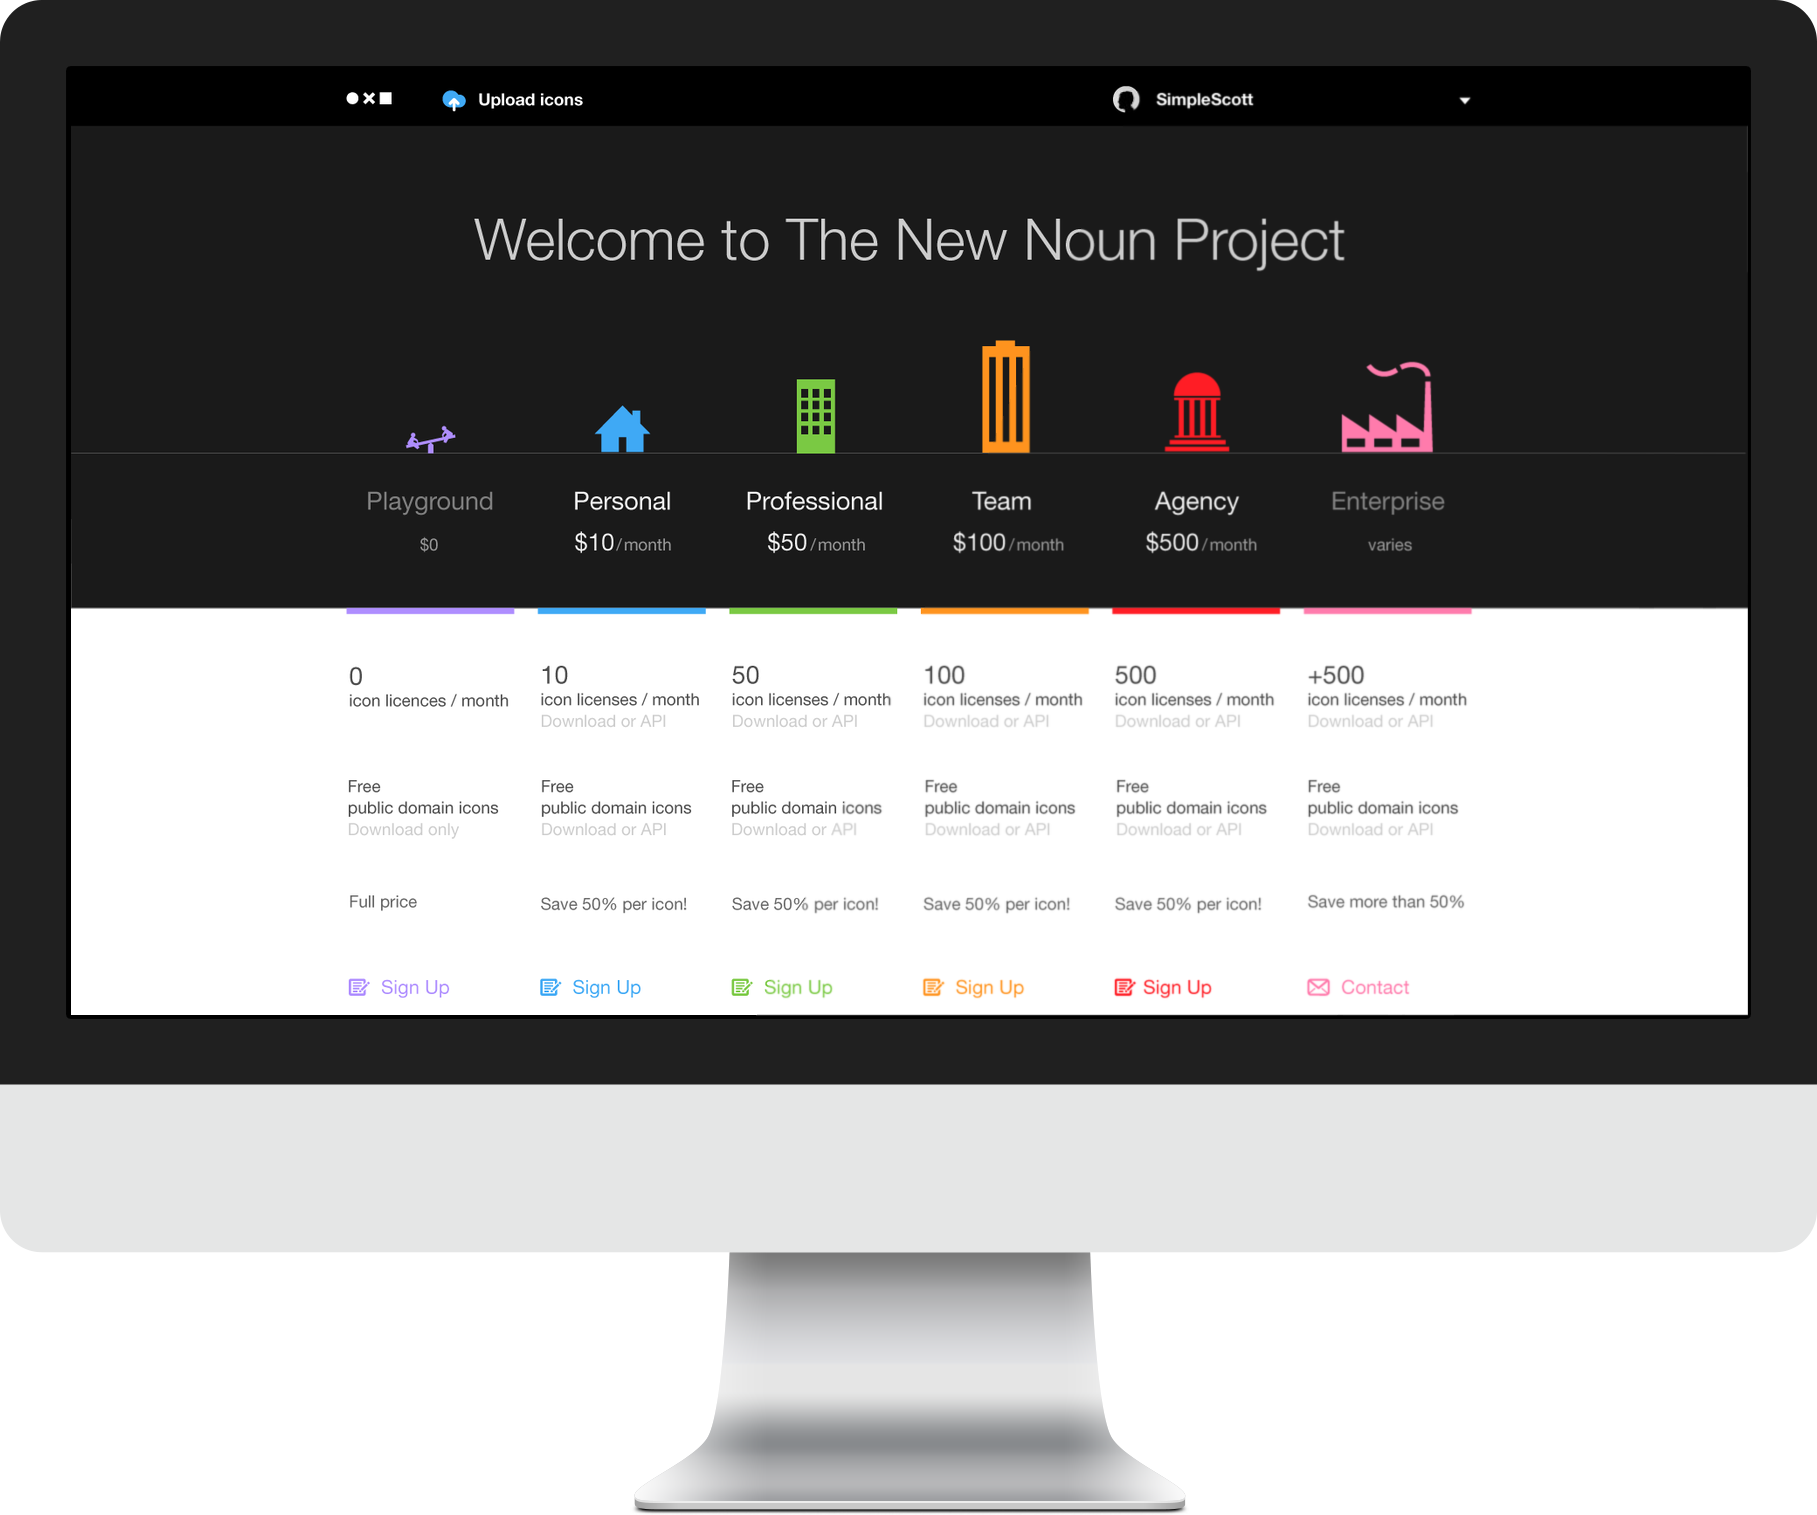 Upload icons
SimpleScott
Welcome to The New Noun Project
Playground
$0
Personal
$10/month
Professional
$50/month
Team
$100/month
Agency
$500/month
Enterprise
varies
0
icon licences / month
Free
public domain icons
Download only
Full price
Sign Up
10
icon licenses / month
Download or API
Free
public domain icons
Download or API
Save 50% per icon!
Sign Up
50
icon licenses / month
Download or API
Free
public domain icons
Download or API
Save 50% per icon!
Sign Up
100
icon licenses / month
Download or API
Free
public domain icons
Download or API
Save 50% per icon!
Sign Up
500
icon licenses / month
Download or API
Free
public domain icons
Download or API
Save 50% per icon!
Sign Up
+500
icon licenses / month
Download or API
Free
public domain icons
Download or API
Save more than 50%
Contact